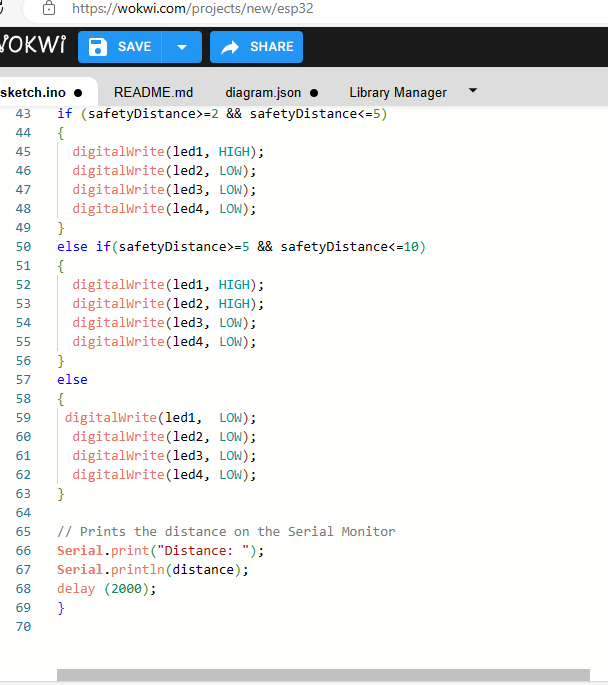 https://wokwi.com/projects/new/esp32
WOKWi SAVE SHARE
sketch.ino ● README.md diagram.json ● Library Manager
43 if (safetyDistance>=2 && safetyDistance<=5)
44 {
45 digitalWrite(led1, HIGH);
46 digitalWrite(led2, LOW);
47 digitalWrite(led3, LOW);
48 digitalWrite(led4, LOW);
49 }
50 else if(safetyDistance>=5 && safetyDistance<=10)
51 {
52 digitalWrite(led1, HIGH);
53 digitalWrite(led2, HIGH);
54 digitalWrite(led3, LOW);
55 digitalWrite(led4, LOW);
56 }
57 else
58 {
59 digitalWrite(led1,  LOW);
60 digitalWrite(led2, LOW);
61 digitalWrite(led3, LOW);
62 digitalWrite(led4, LOW);
63 }
64
65 // Prints the distance on the Serial Monitor
66 Serial.print("Distance: ");
67 Serial.println(distance);
68 delay (2000);
69 }
70